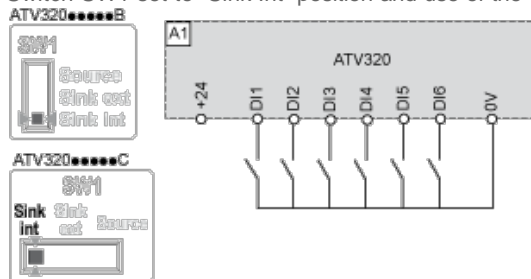 Switch SW1 set to "Sink Int" position and use of the
ATV320●●●●●B
SW1
Source
Sink ext
Sink int
A1
ATV320
+24
DI1
DI2
DI3
DI4
DI5
DI6
0V
ATV320●●●●●C
SW1
Sink int
Sink ext
Source